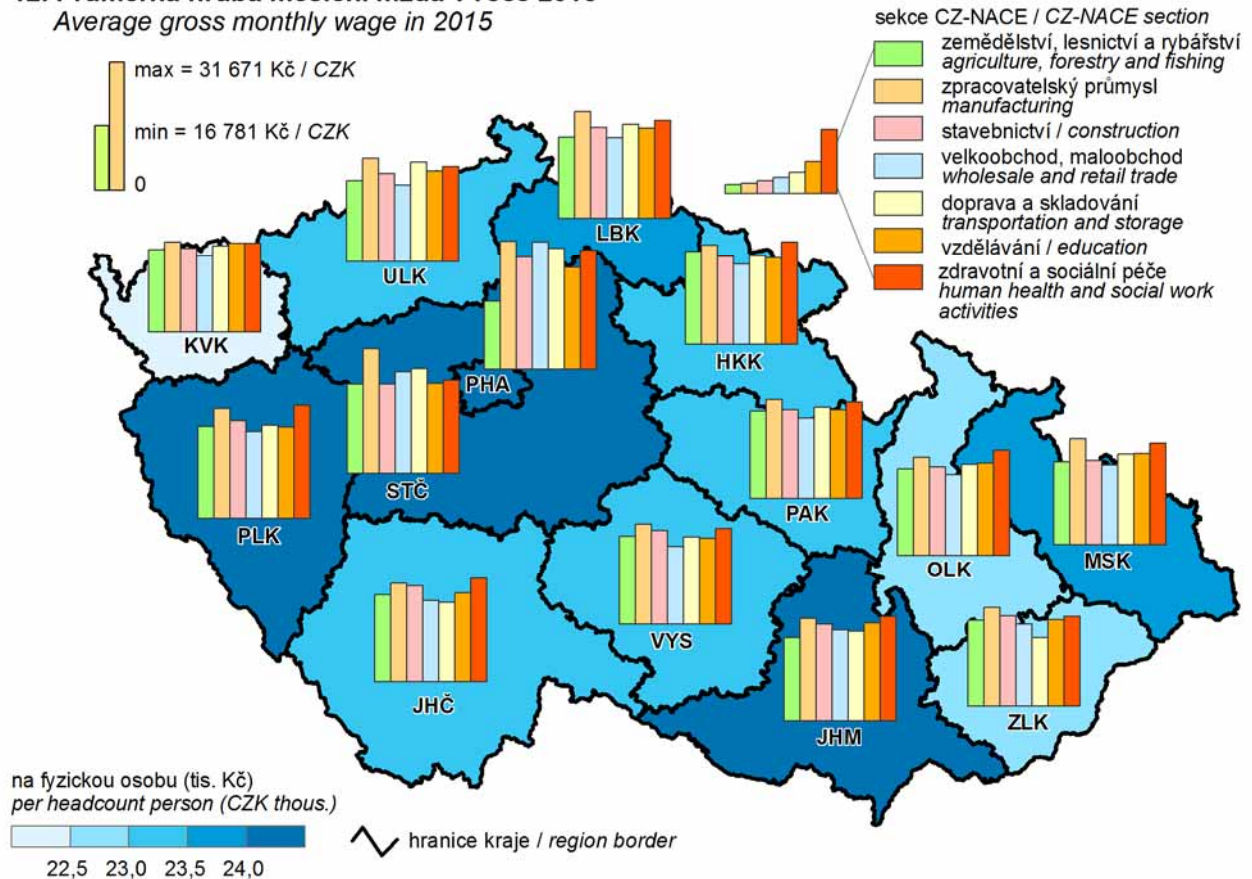 Average gross monthly wage in 2015
max = 31 671 Kč / CZK
min = 16 781 Kč / CZK
0
sekce CZ-NACE / CZ-NACE section
zemědělství, lesnictví a rybářství
agriculture, forestry and fishing
zpracovatelský průmysl
manufacturing
stavebnictví / construction
velkoobchod, maloobchod
wholesale and retail trade
doprava a skladování
transportation and storage
vzdělávání / education
zdravotní a sociální péče
human health and social work
activities
LBK
ULK
KVK
HKK
PHA
STČ
PAK
PLK
OLK
MSK
VYS
JHČ
ZLK
JHM
na fyzickou osobu (tis. Kč)
per headcount person (CZK thous.)
22,5 23,0 23,5 24,0
hranice kraje / region border